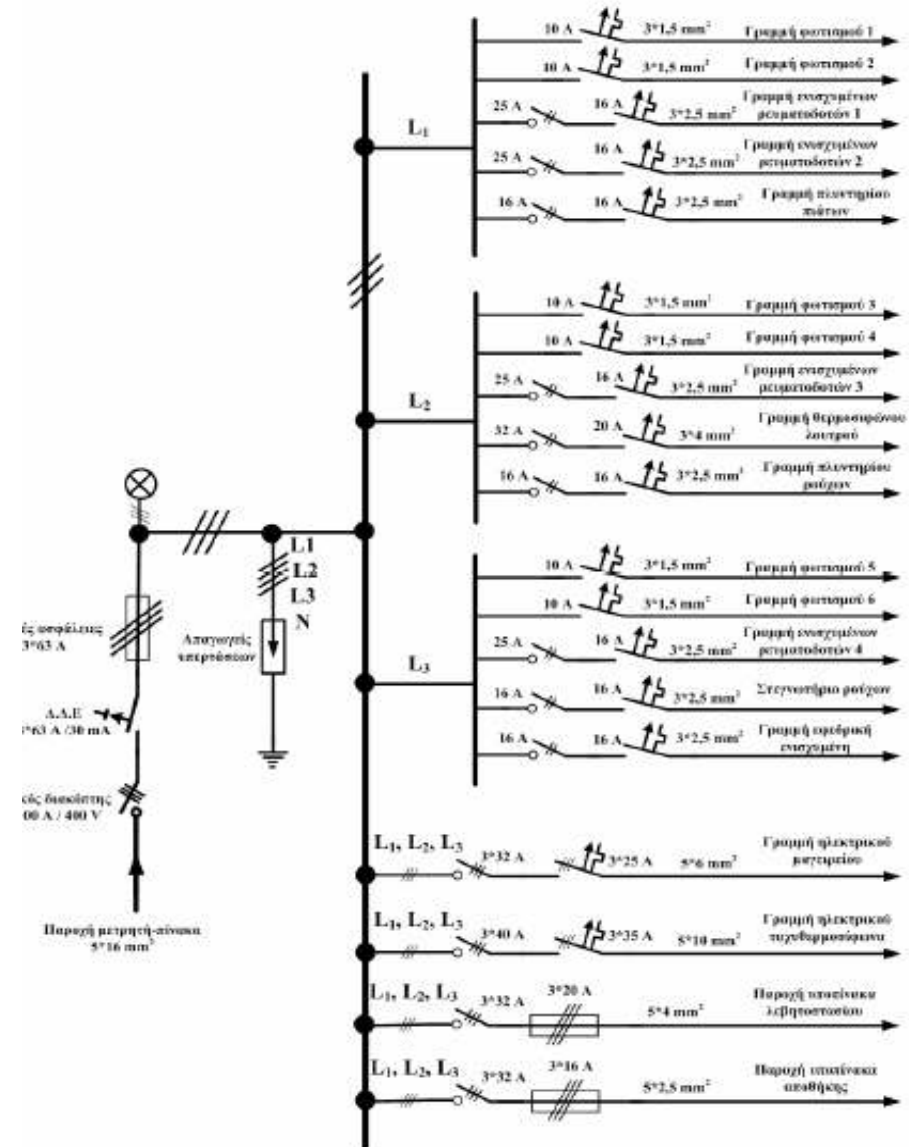 10 A 3*1,5 mm² Γραμμή φωτισμού 1
10 A 3*1,5 mm² Γραμμή φωτισμού 2
L₁
25 A 16 A 3*2,5 mm² Γραμμή ενισχυμένων
ρευματοδοτών 1
25 A 16 A 3*2,5 mm² Γραμμή ενισχυμένων
ρευματοδοτών 2
16 A 16 A 3*2,5 mm² Γραμμή πλυντηρίου
πιάτων
10 A 3*1,5 mm² Γραμμή φωτισμού 3
10 A 3*1,5 mm² Γραμμή φωτισμού 4
L₂
25 A 16 A 3*2,5 mm² Γραμμή ενισχυμένων
ρευματοδοτών 3
32 A 20 A 3*4 mm² Γραμμή θερμοσιφώνου
λουτρού
16 A 16 A 3*2,5 mm² Γραμμή πλυντηρίου
ρούχων
L1
L2
L3
N
Απαγωγείς
υπερτάσεων
ές ασφάλειες
3*63 A
Δ.Δ.Ε
*63 A /30 mA
κός διακόπτης
00 A / 400 V
Παροχή μετρητή-πίνακα
5*16 mm²
10 A 3*1,5 mm² Γραμμή φωτισμού 5
10 A 3*1,5 mm² Γραμμή φωτισμού 6
L₃
25 A 16 A 3*2,5 mm² Γραμμή ενισχυμένων
ρευματοδοτών 4
16 A 16 A 3*2,5 mm² Στεγνωτήριο ρούχων
16 A 16 A 3*2,5 mm² Γραμμή εφεδρική
ενισχυμένη
L₁, L₂, L₃ 3*32 A 3*25 A 5*6 mm² Γραμμή ηλεκτρικού
μαγειρείου
L₁, L₂, L₃ 3*40 A 3*35 A 5*10 mm² Γραμμή ηλεκτρικού
ταχυθερμοσίφωνα
L₁, L₂, L₃ 3*32 A 3*20 A 5*4 mm² Παροχή υποπίνακα
λεβητοστασίου
L₁, L₂, L₃ 3*32 A 3*16 A 5*2,5 mm² Παροχή υποπίνακα
αποθήκης